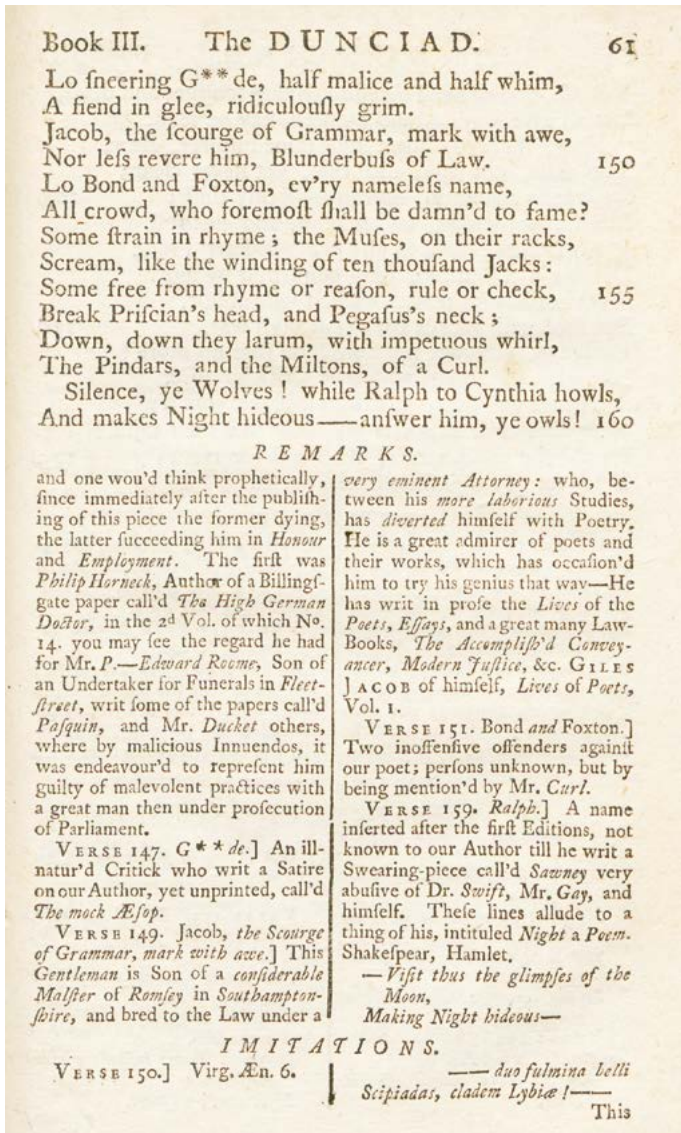 Book III. The DUNCIAD. 61
Lo ſneering G**de, half malice and half whim,
A fiend in glee, ridiculouſly grim.
Jacob, the ſcourge of Grammar, mark with awe,
Nor leſs revere him, Blunderbuſs of Law. 150
Lo Bond and Foxton, ev'ry nameleſs name,
All crowd, who foremoſt ſhall be damn'd to fame?
Some ſtrain in rhyme; the Muſes, on their racks,
Scream, like the winding of ten thouſand Jacks:
Some free from rhyme or reaſon, rule or check, 155
Break Priſcian's head, and Pegaſus's neck;
Down, down they larum, with impetuous whirl,
The Pindars, and the Miltons, of a Curl.
Silence, ye Wolves! while Ralph to Cynthia howls,
And makes Night hideous——anſwer him, ye owls! 160
REMARKS.
and one wou'd think prophetically,
ſince immediately after the publiſh-
ing of this piece the former dying,
the latter ſucceeding him in Honour
and Employment. The firſt was
Philip Horneck, Author of a Billingſ-
gate paper call'd The High German
Doctor, in the 2d Vol. of which No.
14. you may ſee the regard he had
for Mr. P.—Edward Roome, Son of
an Undertaker for Funerals in Fleet-
ſtreet, writ ſome of the papers call'd
Paſquin, and Mr. Ducket others,
where by malicious Innuendos, it
was endeavour'd to repreſent him
guilty of malevolent practices with
a great man then under proſecution
of Parliament.
VERSE 147. G**de.] An ill-
natur'd Critick who writ a Satire
on our Author, yet unprinted, call'd
The mock Æſop.
VERSE 149. Jacob, the Scourge
of Grammar, mark with awe.] This
Gentleman is Son of a conſiderable
Malſter of Romſey in Southampton-
ſhire, and bred to the Law under a
very eminent Attorney: who, be-
tween his more laborious Studies,
has diverted himſelf with Poetry.
He is a great admirer of poets and
their works, which has occaſion'd
him to try his genius that way—He
has writ in proſe the Lives of the
Poets, Eſſays, and a great many Law-
Books, The Accompliſh'd Convey-
ancer, Modern Juſtice, &c. GILES
JACOB of himſelf, Lives of Poets,
Vol. 1.
VERSE 151. Bond and Foxton.]
Two inoffenſive offenders againſt
our poet; perſons unknown, but by
being mention'd by Mr. Curl.
VERSE 159. Ralph.] A name
inſerted after the firſt Editions, not
known to our Author till he writ a
Swearing-piece call'd Sawney very
abuſive of Dr. Swift, Mr. Gay, and
himſelf. Theſe lines allude to a
thing of his, intituled Night a Poem.
Shakeſpear, Hamlet.
— Viſit thus the glimpſes of the
Moon,
Making Night hideous—
IMITATIONS.
VERSE 150.] Virg. Æn. 6.
—— duo fulmina belli
Scipiadas, cladem Lybiæ!——
This